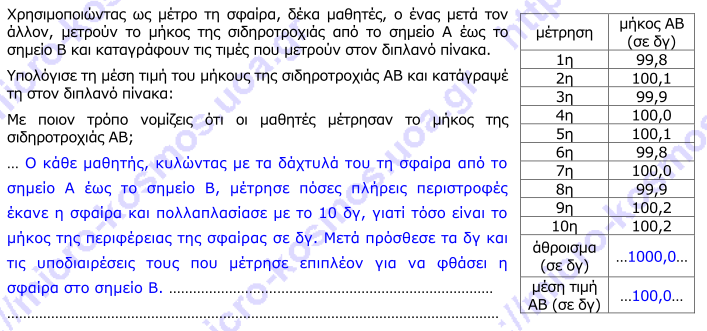 Χρησιμοποιώντας ως μέτρο τη σφαίρα, δέκα μαθητές, ο ένας μετά τον
άλλον, μετρούν το μήκος της σιδηροτροχιάς από το σημείο Α έως το
σημείο Β και καταγράφουν τις τιμές που μετρούν στον διπλανό πίνακα.
Υπολόγισε τη μέση τιμή του μήκους της σιδηροτροχιάς ΑΒ και κατάγραψέ
τη στον διπλανό πίνακα:
Με ποιον τρόπο νομίζεις ότι οι μαθητές μέτρησαν το μήκος της
σιδηροτροχιάς ΑΒ;
… Ο κάθε μαθητής, κυλώντας με τα δάχτυλά του τη σφαίρα από το
σημείο Α έως το σημείο Β, μέτρησε πόσες πλήρεις περιστροφές
έκανε η σφαίρα και πολλαπλασίασε με το 10 δγ, γιατί τόσο είναι το
μήκος της περιφέρειας της σφαίρας σε δγ. Μετά πρόσθεσε τα δγ και
τις υποδιαιρέσεις τους που μέτρησε επιπλέον για να φθάσει η
σφαίρα στο σημείο Β. ……………………………………………………………………
…………………………………………………………………………………………………………
μέτρηση μήκος ΑΒ
(σε δγ)
1η 99,8
2η 100,1
3η 99,9
4η 100,0
5η 100,1
6η 99,8
7η 100,0
8η 99,9
9η 100,2
10η 100,2
άθροισμα
(σε δγ) …1000,0…
μέση τιμή
ΑΒ (σε δγ) …100,0…
http://micro-kosmos.uoa.gr